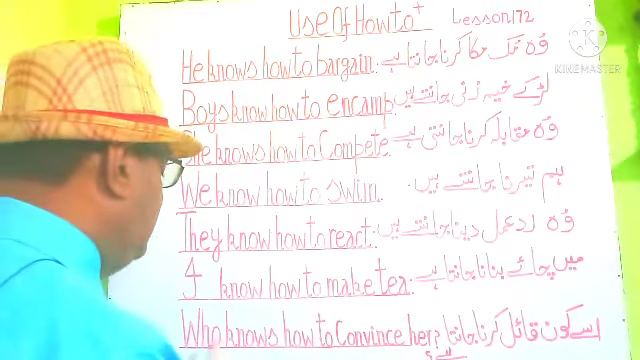 Use Of How to + Lesson 172
He knows how to bargain. وہ مک مکا کرنا جانتا ہے
Boys know how to encamp. لڑکے خیمہ زنی جانتے ہیں
She knows how to Compete وہ مقابلہ کرنا جانتی ہے
We know how to swim. ہم تیرنا جانتے ہیں
They know how to react. وہ ردعمل دینا جانتے ہیں
I know how to make tea. میں چائے بنانا جانتا ہے
Who knows how to Convince her? اسے کون قائل کرنا جانتا ہے؟
KINEMASTER